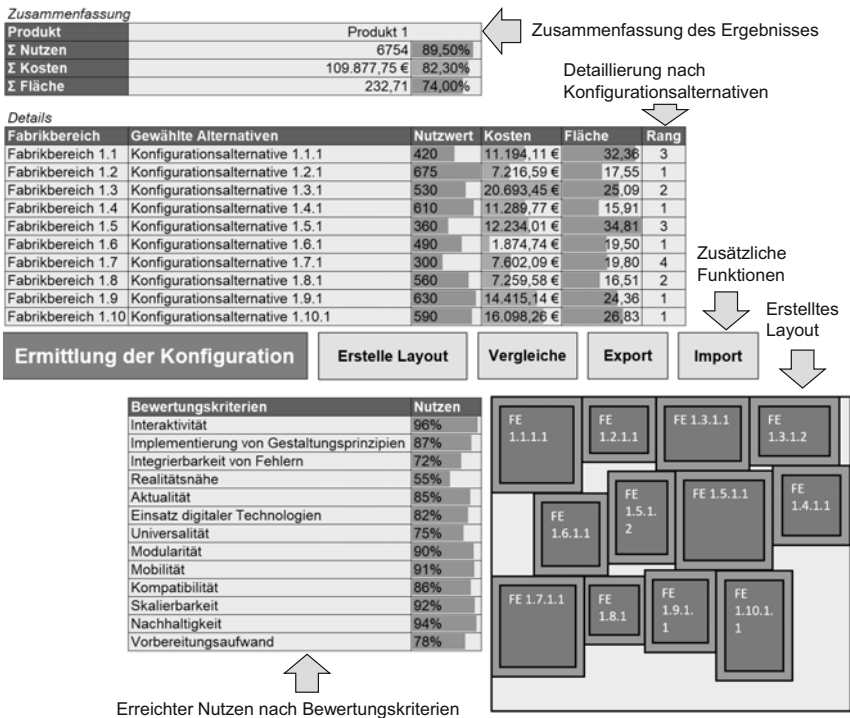 Zusammenfassung
Produkt Produkt 1
Σ Nutzen 6754 89,50%
Σ Kosten 109.877,75 € 82,30%
Σ Fläche 232,71 74,00%
Zusammenfassung des Ergebnisses
Detaillierung nach
Konfigurationsalternativen
Details
Fabrikbereich Gewählte Alternativen Nutzwert Kosten Fläche Rang
Fabrikbereich 1.1 Konfigurationsalternative 1.1.1 420 11.194,11 € 32,36 3
Fabrikbereich 1.2 Konfigurationsalternative 1.2.1 675 7.216,59 € 17,55 1
Fabrikbereich 1.3 Konfigurationsalternative 1.3.1 530 20.693,45 € 25,09 2
Fabrikbereich 1.4 Konfigurationsalternative 1.4.1 610 11.289,77 € 15,91 1
Fabrikbereich 1.5 Konfigurationsalternative 1.5.1 360 12.234,01 € 34,81 3
Fabrikbereich 1.6 Konfigurationsalternative 1.6.1 490 1.874,74 € 19,50 1
Fabrikbereich 1.7 Konfigurationsalternative 1.7.1 300 7.602,09 € 19,80 4
Fabrikbereich 1.8 Konfigurationsalternative 1.8.1 560 7.259,58 € 16,51 2
Fabrikbereich 1.9 Konfigurationsalternative 1.9.1 630 14.415,14 € 24,36 1
Fabrikbereich 1.10 Konfigurationsalternative 1.10.1 590 16.098,26 € 26,83 1
Zusätzliche
Funktionen
Erstelltes
Layout
Ermittlung der Konfiguration Erstelle Layout Vergleiche Export Import
Bewertungskriterien Nutzen
Interaktivität 96%
Implementierung von Gestaltungsprinzipien 87%
Integrierbarkeit von Fehlern 72%
Realitätsnähe 55%
Aktualität 85%
Einsatz digitaler Technologien 82%
Universalität 75%
Modularität 90%
Mobilität 91%
Kompatibilität 86%
Skalierbarkeit 92%
Nachhaltigkeit 94%
Vorbereitungsaufwand 78%
Erreichter Nutzen nach Bewertungskriterien
FE
1.1.1.1
FE
1.2.1.1
FE 1.3.1.1
FE
1.3.1.2
FE
1.6.1.1
FE
1.5.1.
2
FE 1.5.1.1
FE
1.4.1.1
FE 1.7.1.1
FE
1.8.1
FE
1.9.1.
1
FE
1.10.1.
1